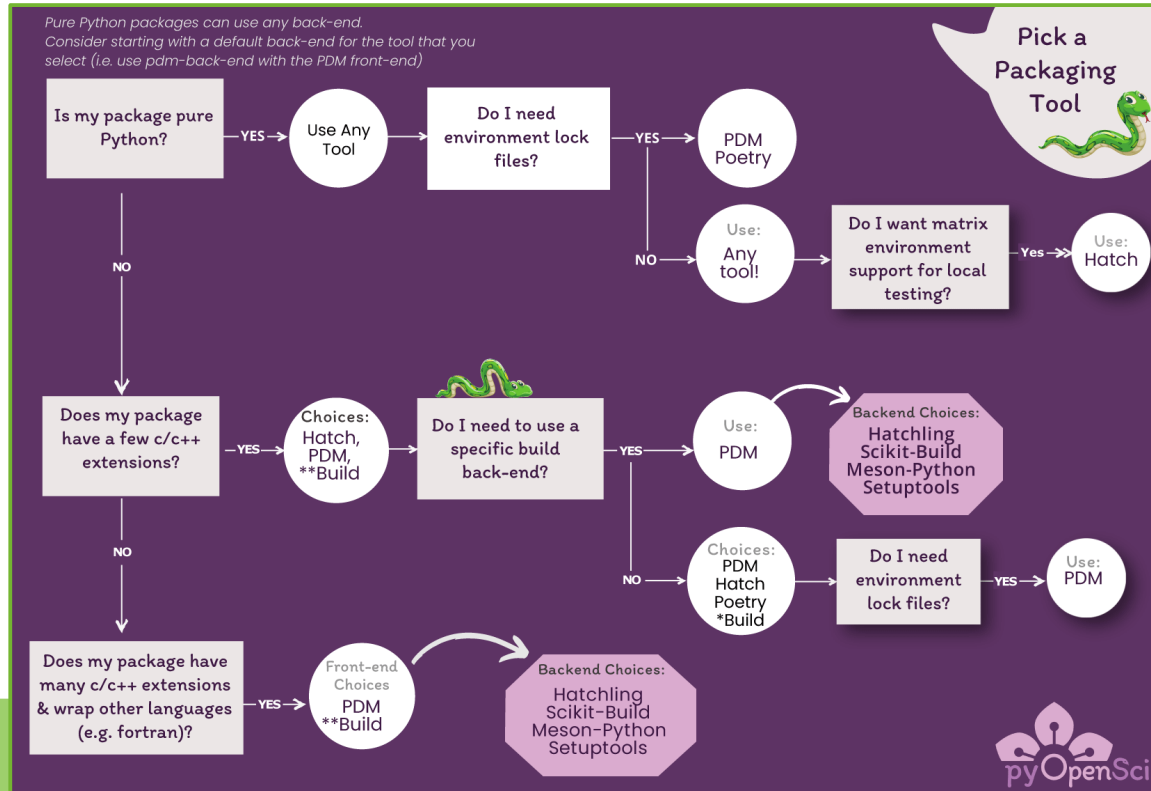 Pure Python packages can use any back-end.
Consider starting with a default back-end for the tool that you
select (i.e. use pdm-back-end with the PDM front-end)
Pick a
Packaging
Tool
Is my package pure
Python?
YES
Use Any
Tool
Do I need
environment lock
files?
YES
PDM
Poetry
NO
Use:
Any
tool!
Do I want matrix
environment
support for local
testing?
Yes
Use:
Hatch
NO
Does my package
have a few c/c++
extensions?
YES
Choices:
Hatch,
PDM,
**Build
Do I need to use a
specific build
back-end?
YES
Use:
PDM
Backend Choices:
Hatchling
Scikit-Build
Meson-Python
Setuptools
NO
Choices:
PDM
Hatch
Poetry
*Build
Do I need
environment
lock files?
YES
Use:
PDM
NO
Does my package have
many c/c++ extensions
& wrap other languages
(e.g. fortran)?
YES
Front-end
Choices
PDM
**Build
Backend Choices:
Hatchling
Scikit-Build
Meson-Python
Setuptools
pyOpenSci